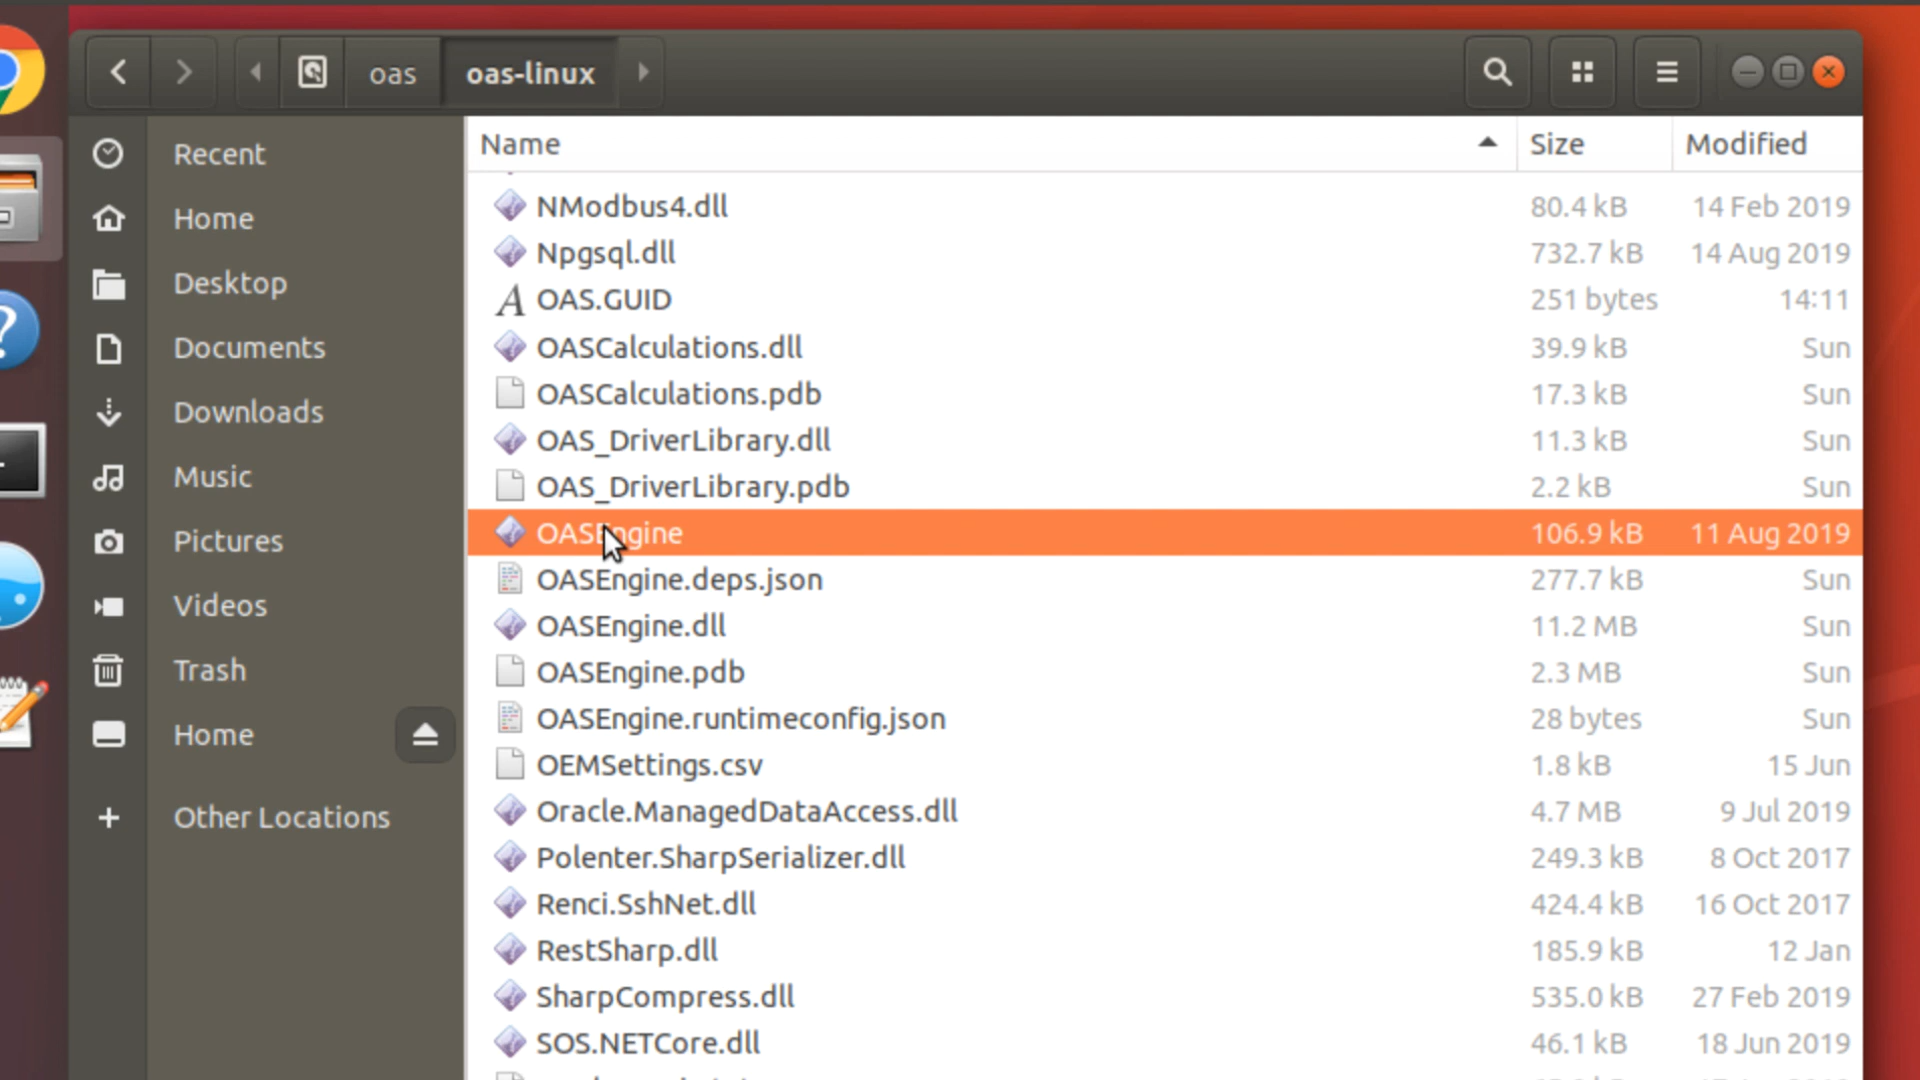 oas
oas-linux
Recent
Home
Desktop
Documents
Downloads
Music
Pictures
Videos
Trash
Home
Other Locations
Name Size Modified
NModbus4.dll 80.4 kB 14 Feb 2019
Npgsql.dll 732.7 kB 14 Aug 2019
OAS.GUID 251 bytes 14:11
OASCalculations.dll 39.9 kB Sun
OASCalculations.pdb 17.3 kB Sun
OAS_DriverLibrary.dll 11.3 kB Sun
OAS_DriverLibrary.pdb 2.2 kB Sun
OASEngine 106.9 kB 11 Aug 2019
OASEngine.deps.json 277.7 kB Sun
OASEngine.dll 11.2 MB Sun
OASEngine.pdb 2.3 MB Sun
OASEngine.runtimeconfig.json 28 bytes Sun
OEMSettings.csv 1.8 kB 15 Jun
Oracle.ManagedDataAccess.dll 4.7 MB 9 Jul 2019
Polenter.SharpSerializer.dll 249.3 kB 8 Oct 2017
Renci.SshNet.dll 424.4 kB 16 Oct 2017
RestSharp.dll 185.9 kB 12 Jan
SharpCompress.dll 535.0 kB 27 Feb 2019
SOS.NETCore.dll 46.1 kB 18 Jun 2019